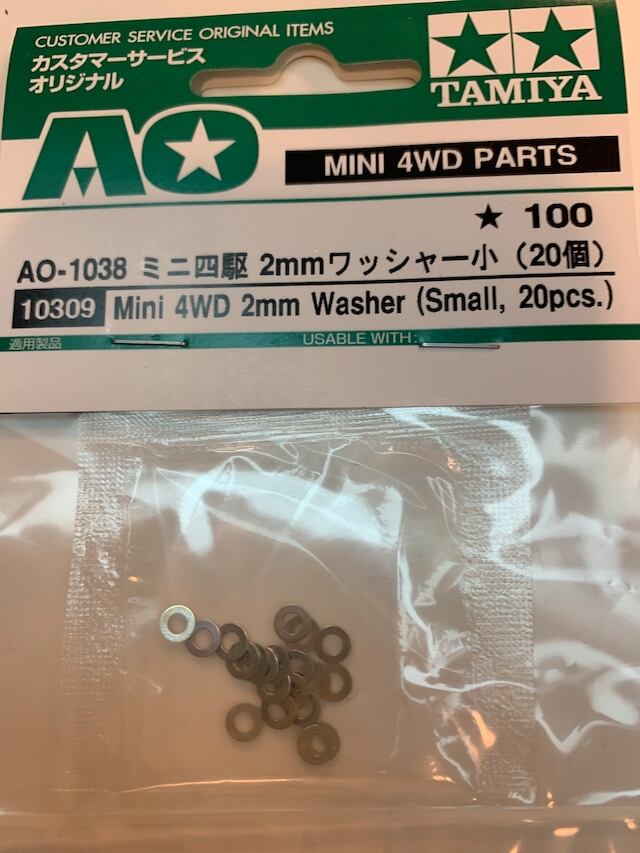 CUSTOMER SERVICE ORIGINAL ITEMS
カスタマーサービス
オリジナル
TAMIYA
AO
MINI 4WD PARTS
★ 100
AO-1038 ミニ四駆 2mmワッシャー小（20個）
10309 Mini 4WD 2mm Washer (Small, 20pcs.)
適用製品 USABLE WITH: